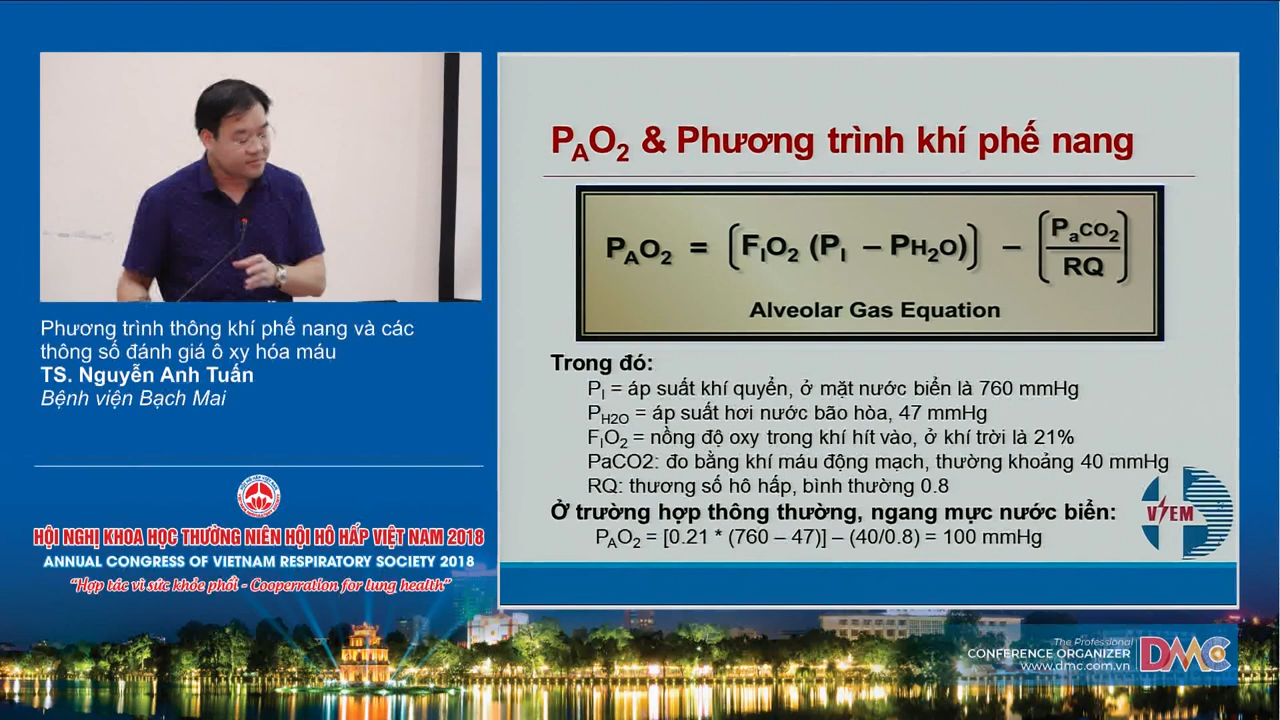 Phương trình thông khí phế nang và các
thông số đánh giá ô xy hóa máu
TS. Nguyễn Anh Tuấn
Bệnh viện Bạch Mai
HỘI HÔ HẤP VIỆT NAM
HỘI NGHỊ KHOA HỌC THƯỜNG NIÊN HỘI HÔ HẤP VIỆT NAM 2018
ANNUAL CONGRESS OF VIETNAM RESPIRATORY SOCIETY 2018
“Hợp tác vì sức khỏe phổi - Cooperration for lung health”
PAO2 & Phương trình khí phế nang
PAO2 = [FIO2 (PI – PH2O)] – [PaCO2 / RQ]
Alveolar Gas Equation
Trong đó:
PI = áp suất khí quyển, ở mặt nước biển là 760 mmHg
PH2O = áp suất hơi nước bão hòa, 47 mmHg
FIO2 = nồng độ oxy trong khí hít vào, ở khí trời là 21%
PaCO2: đo bằng khí máu động mạch, thường khoảng 40 mmHg
RQ: thương số hô hấp, bình thường 0.8
Ở trường hợp thông thường, ngang mực nước biển:
PAO2 = [0.21 * (760 – 47)] – (40/0.8) = 100 mmHg
VSEM
The Professional
CONFERENCE ORGANIZER
www.dmc.com.vn
DMC